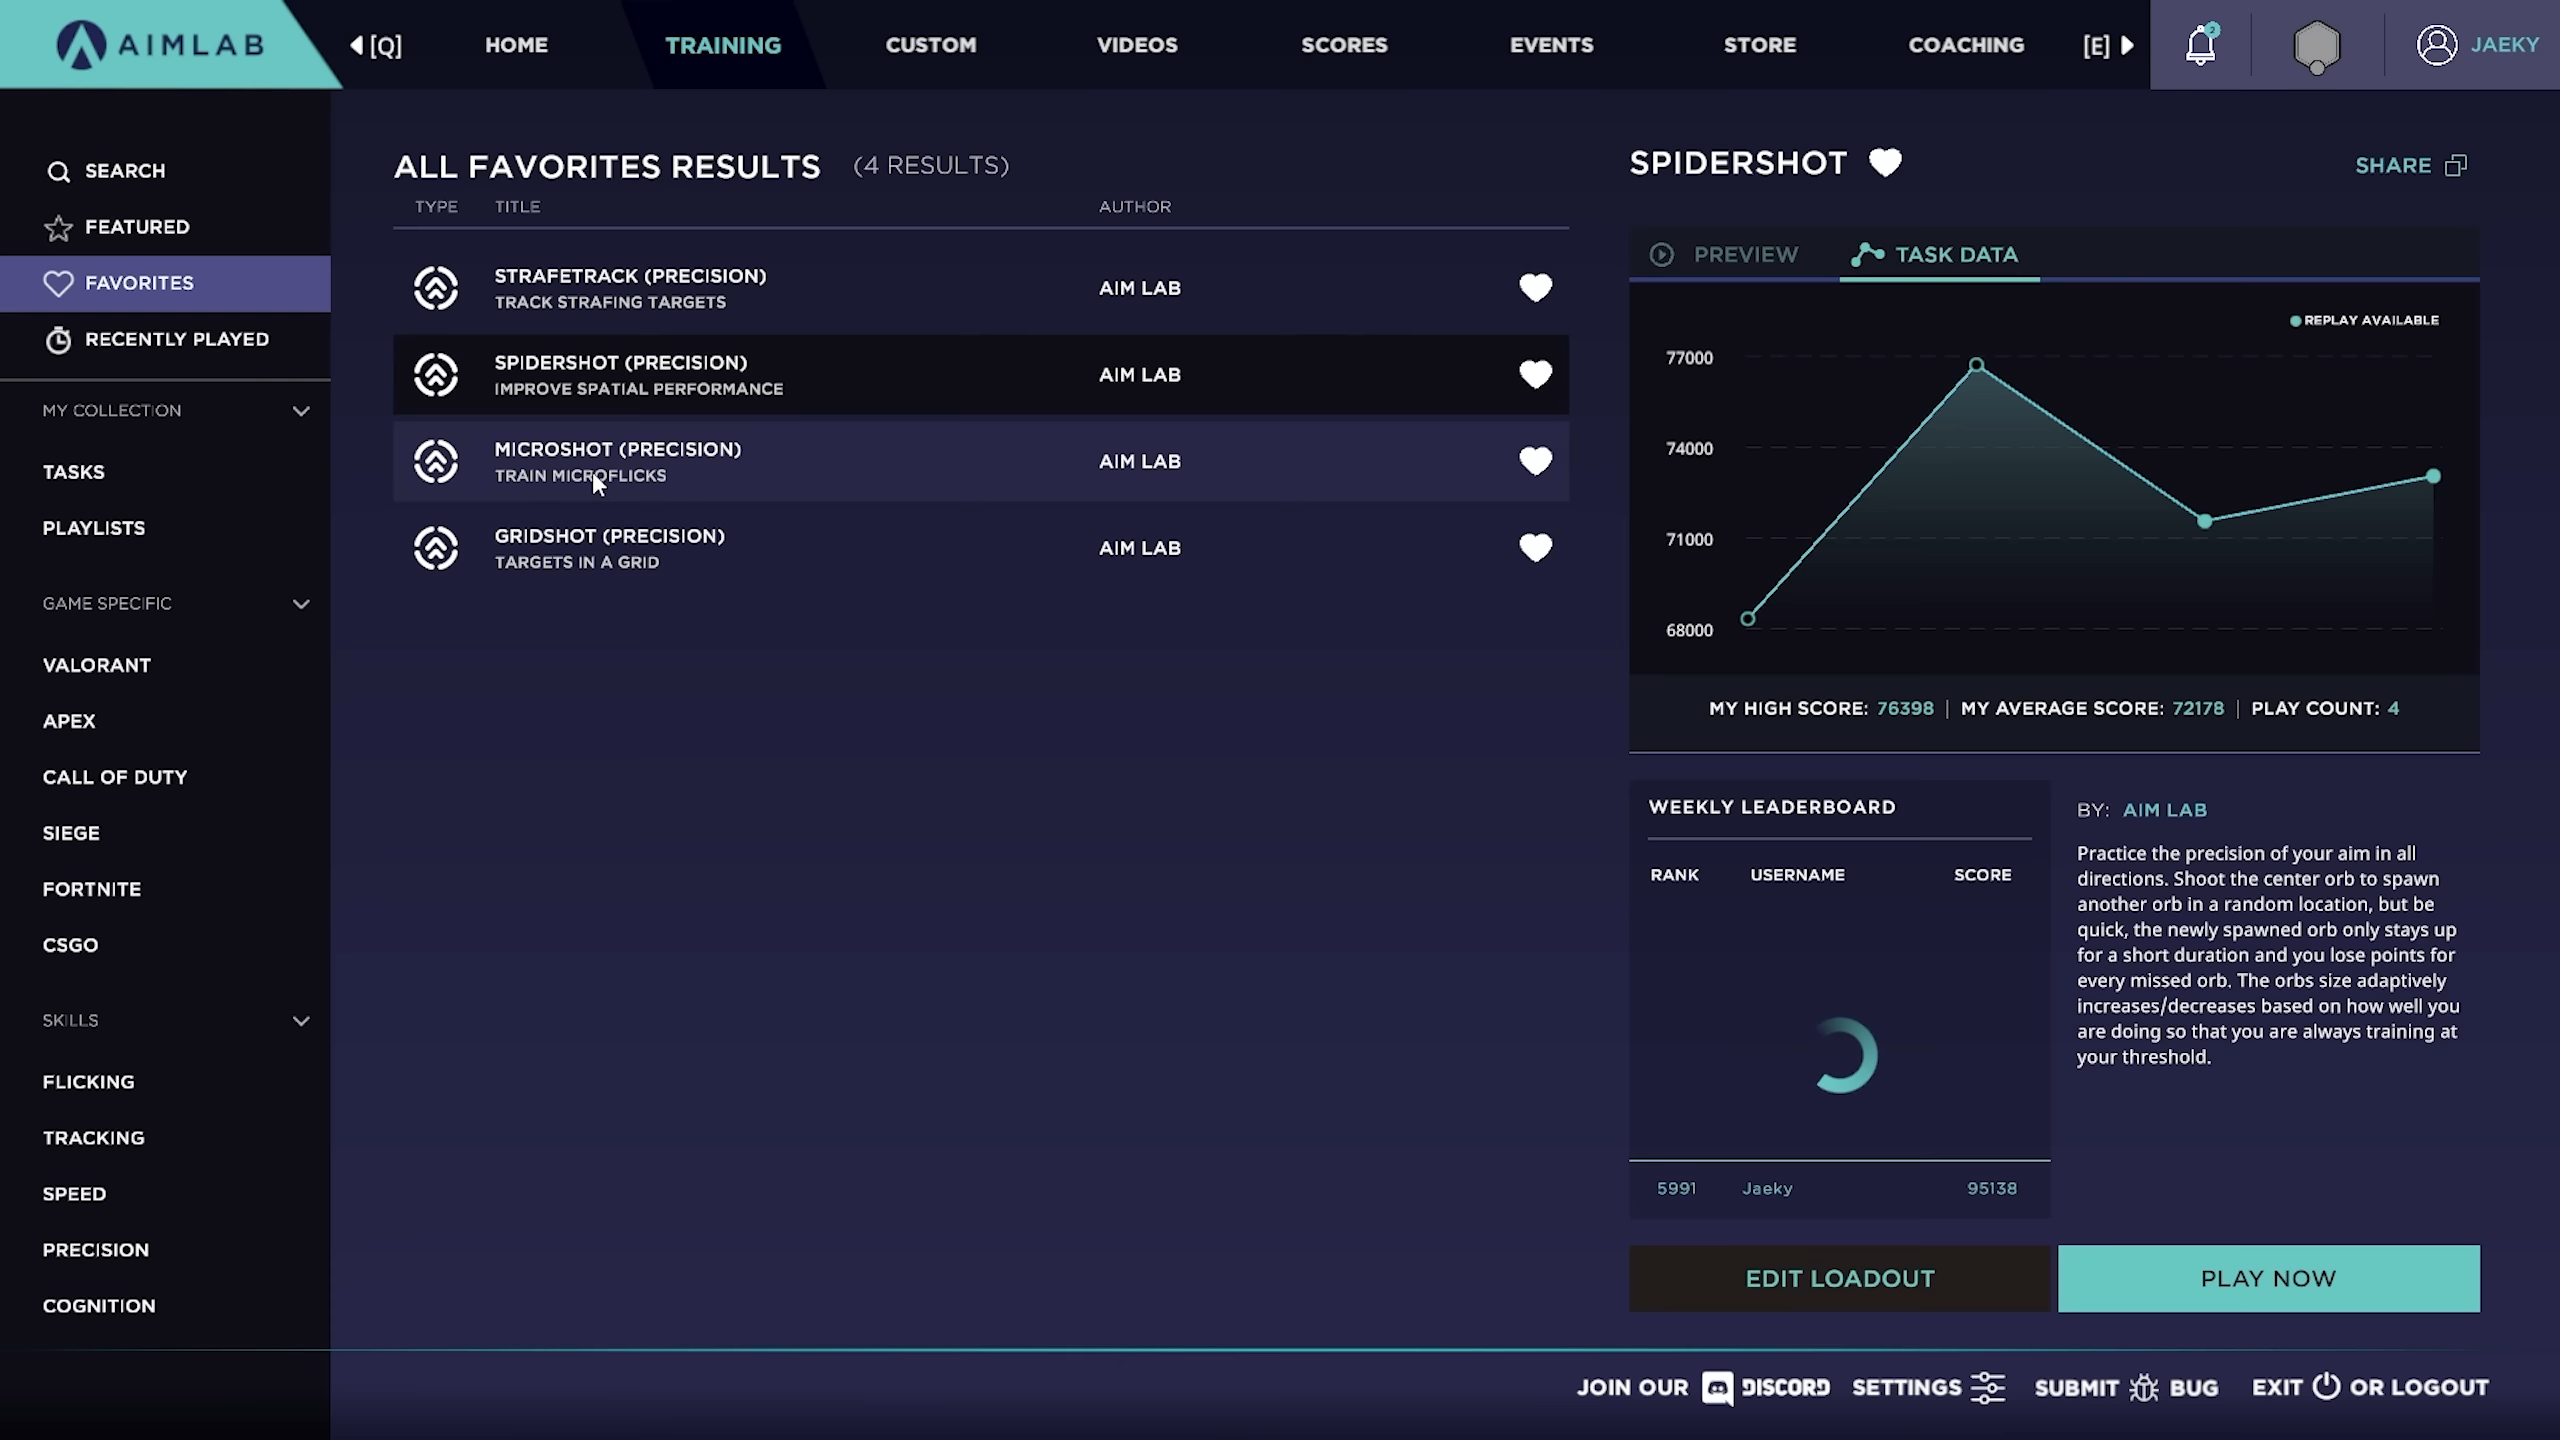 AIMLAB
[Q]
HOME
TRAINING
CUSTOM
VIDEOS
SCORES
EVENTS
STORE
COACHING
[E]
2
JAEKY
SEARCH
FEATURED
FAVORITES
RECENTLY PLAYED
MY COLLECTION
TASKS
PLAYLISTS
GAME SPECIFIC
VALORANT
APEX
CALL OF DUTY
SIEGE
FORTNITE
CSGO
SKILLS
FLICKING
TRACKING
SPEED
PRECISION
COGNITION
ALL FAVORITES RESULTS (4 RESULTS)
TYPE TITLE AUTHOR
STRAFETRACK (PRECISION)
TRACK STRAFING TARGETS
AIM LAB
SPIDERSHOT (PRECISION)
IMPROVE SPATIAL PERFORMANCE
AIM LAB
MICROSHOT (PRECISION)
TRAIN MICROFLICKS
AIM LAB
GRIDSHOT (PRECISION)
TARGETS IN A GRID
AIM LAB
SPIDERSHOT
SHARE
PREVIEW
TASK DATA
REPLAY AVAILABLE
77000
74000
71000
68000
MY HIGH SCORE: 76398 | MY AVERAGE SCORE: 72178 | PLAY COUNT: 4
WEEKLY LEADERBOARD
RANK USERNAME SCORE
5991 Jaeky 95138
BY: AIM LAB
Practice the precision of your aim in all
directions. Shoot the center orb to spawn
another orb in a random location, but be
quick, the newly spawned orb only stays up
for a short duration and you lose points for
every missed orb. The orbs size adaptively
increases/decreases based on how well you
are doing so that you are always training at
your threshold.
EDIT LOADOUT
PLAY NOW
JOIN OUR DISCORD
SETTINGS
SUBMIT BUG
EXIT OR LOGOUT